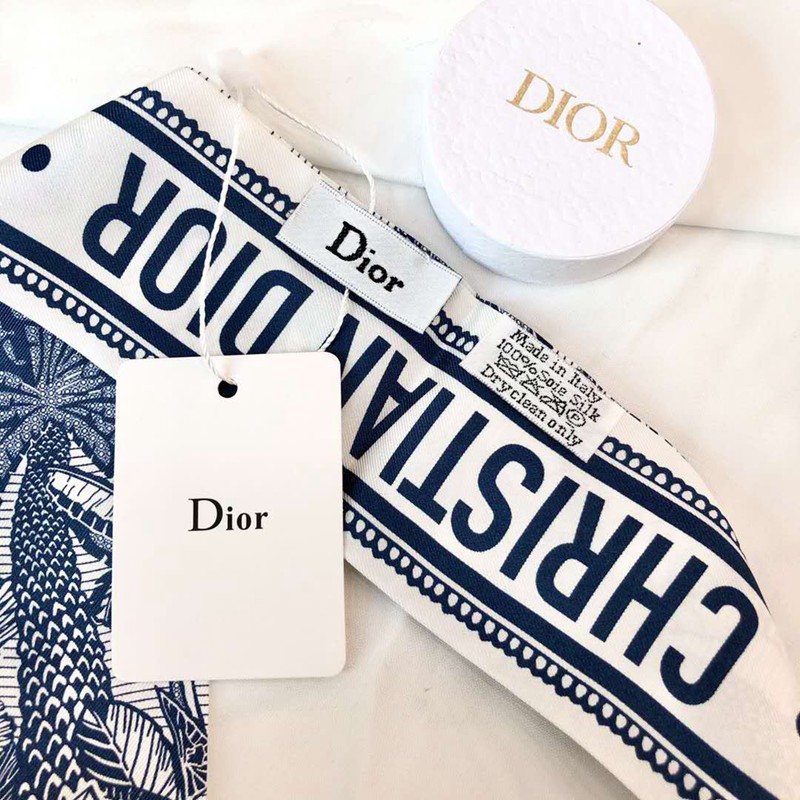 DIOR
Dior
Made in Italy
100% Soie Silk
P
Dry clean only
CHRISTIAN DIOR
Dior